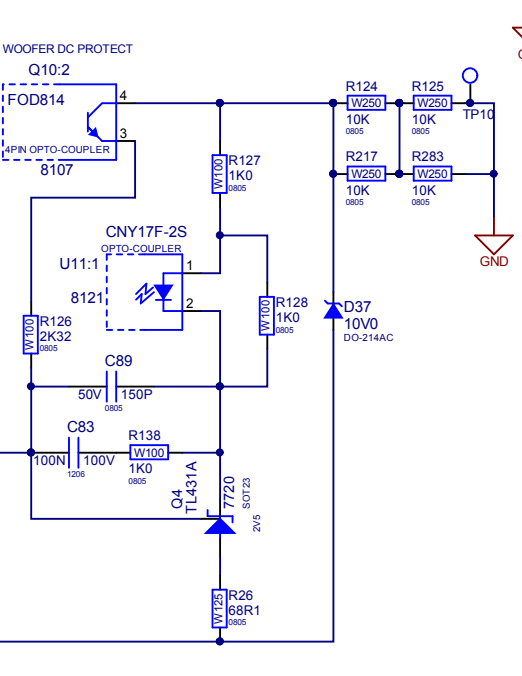 WOOFER DC PROTECT
Q10:2
FOD814
4
3
4PIN OPTO-COUPLER
8107
R124
W250
10K
0805
R125
W250
10K
0805
TP10
R217
W250
10K
0805
R283
W250
10K
0805
GND
R127
W100
1K0
0805
CNY17F-2S
OPTO-COUPLER
U11:1
8121
1
2
R128
W100
1K0
0805
D37
10V0
DO-214AC
R126
W100
2K32
0805
C89
50V
150P
0805
C83
100N
100V
1206
R138
W100
1K0
0805
Q4
TL431A
7720
SOT23
2V5
R26
W125
68R1
0805